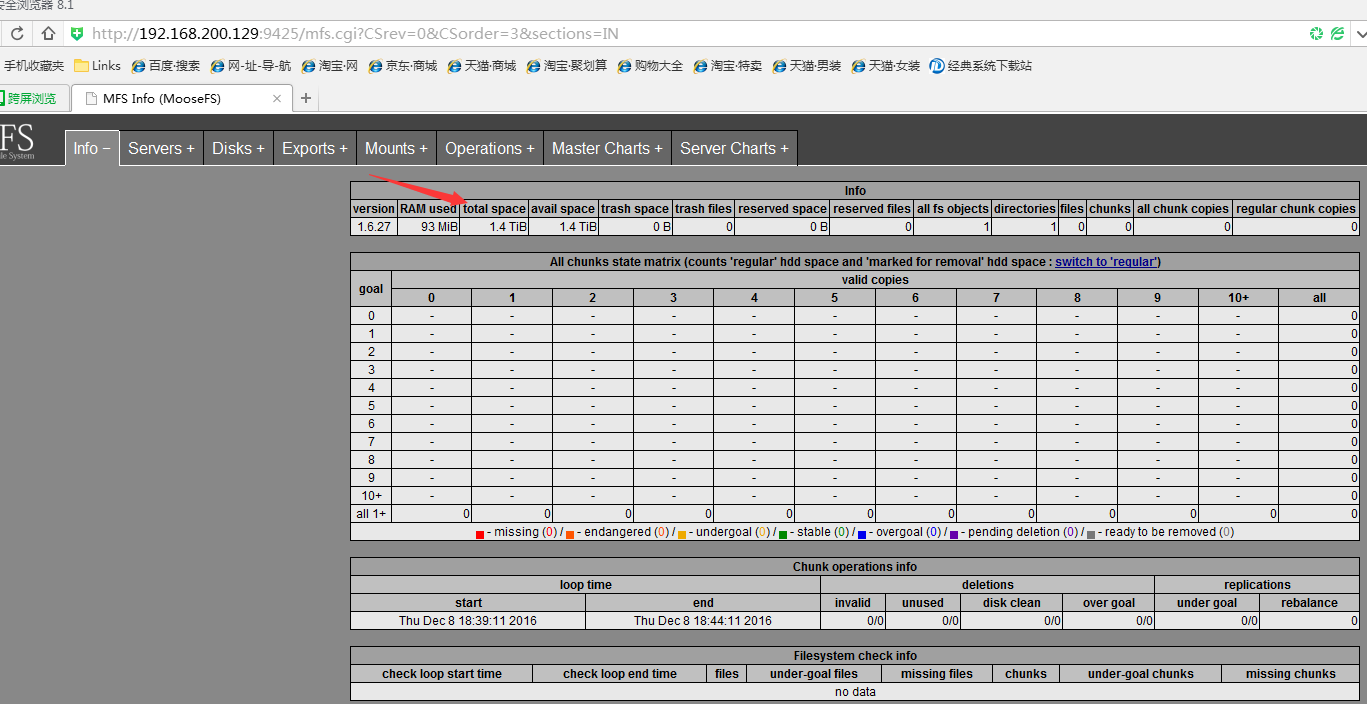 安全浏览器 8.1
http://192.168.200.129:9425/mfs.cgi?CSrev=0&CSorder=3&sections=IN
手机收藏夹 Links 百度·搜索 网-址-导-航 淘宝·网 京东·商城 天猫·商城 淘宝·聚划算 购物大全 淘宝·特卖 天猫·男装 天猫·女装 经典系统下载站
跨屏浏览 MFS Info (MooseFS) × +
FS
le System
Info − Servers + Disks + Exports + Mounts + Operations + Master Charts + Server Charts +
Info
version RAM used total space avail space trash space trash files reserved space reserved files all fs objects directories files chunks all chunk copies regular chunk copies
1.6.27 93 MiB 1.4 TiB 1.4 TiB 0 B 0 0 B 0 1 1 0 0 0 0
All chunks state matrix (counts 'regular' hdd space and 'marked for removal' hdd space : switch to 'regular')
goal valid copies
0 1 2 3 4 5 6 7 8 9 10+ all
0 - - - - - - - - - - - 0
1 - - - - - - - - - - - 0
2 - - - - - - - - - - - 0
3 - - - - - - - - - - - 0
4 - - - - - - - - - - - 0
5 - - - - - - - - - - - 0
6 - - - - - - - - - - - 0
7 - - - - - - - - - - - 0
8 - - - - - - - - - - - 0
9 - - - - - - - - - - - 0
10+ - - - - - - - - - - - 0
all 1+ 0 0 0 0 0 0 0 0 0 0 0 0
- missing (0) / - endangered (0) / - undergoal (0) / - stable (0) / - overgoal (0) / - pending deletion (0) / - ready to be removed (0)
Chunk operations info
loop time deletions replications
start end invalid unused disk clean over goal under goal rebalance
Thu Dec 8 18:39:11 2016 Thu Dec 8 18:44:11 2016 0/0 0/0 0/0 0/0 0/0 0
Filesystem check info
check loop start time check loop end time files under-goal files missing files chunks under-goal chunks missing chunks
no data